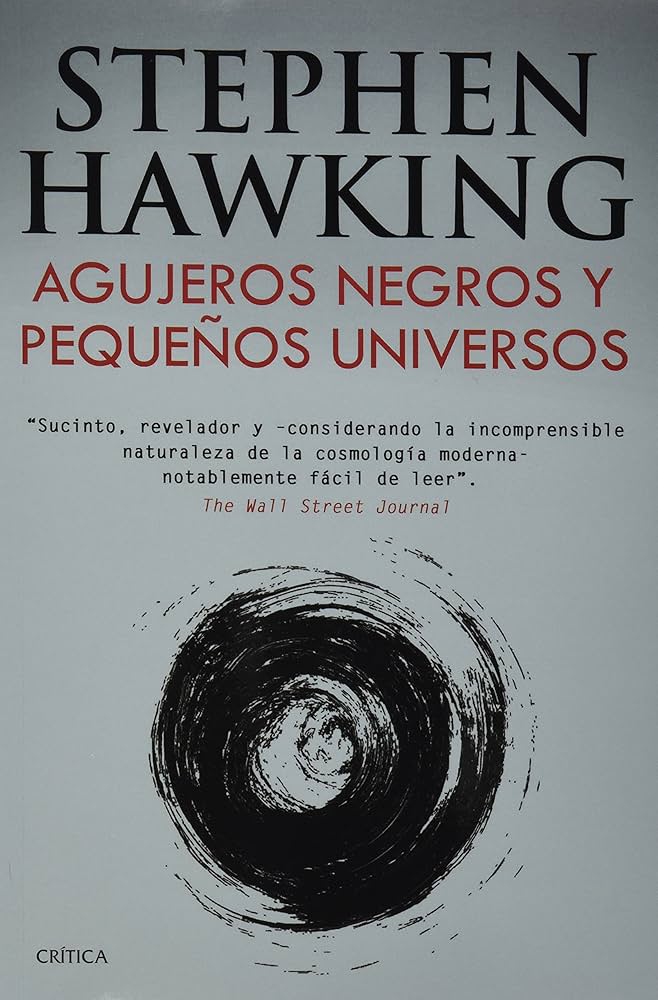 STEPHEN
HAWKING
AGUJEROS NEGROS Y
PEQUEÑOS UNIVERSOS
“Sucinto, revelador y –considerando la incomprensible
naturaleza de la cosmología moderna–
notablemente fácil de leer”.
The Wall Street Journal
CRÍTICA